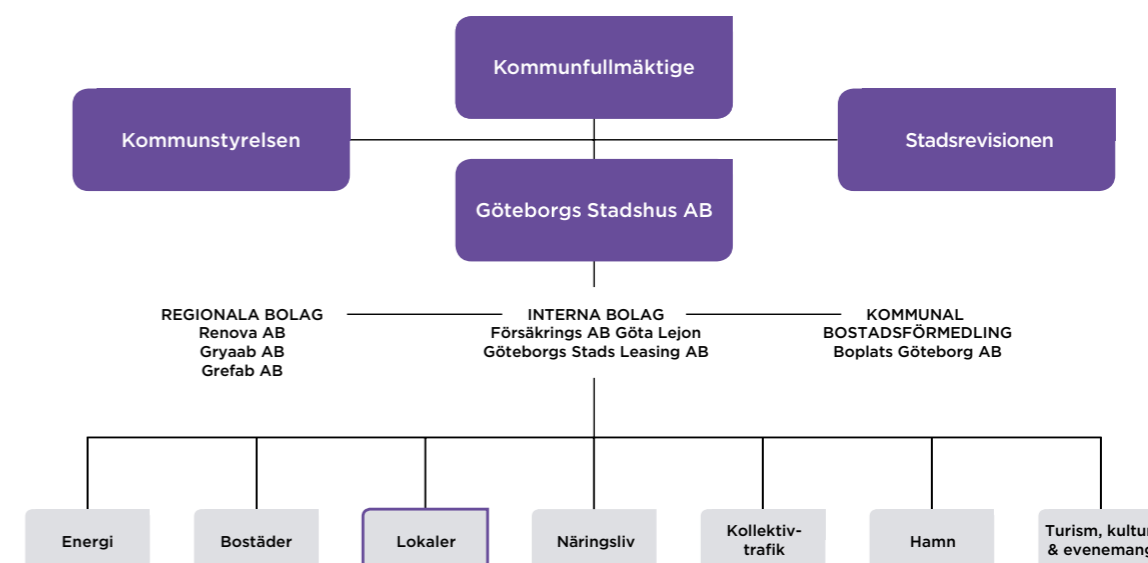 Kommunfullmäktige
Kommunstyrelsen
Stadsrevisionen
Göteborgs Stadshus AB
REGIONALA BOLAG
Renova AB
Gryaab AB
Grefab AB
INTERNA BOLAG
Försäkrings AB Göta Lejon
Göteborgs Stads Leasing AB
KOMMUNAL
BOSTADSFÖRMEDLING
Boplats Göteborg AB
Energi
Bostäder
Lokaler
Näringsliv
Kollektiv-
trafik
Hamn
Turism, kultur
& evenemang